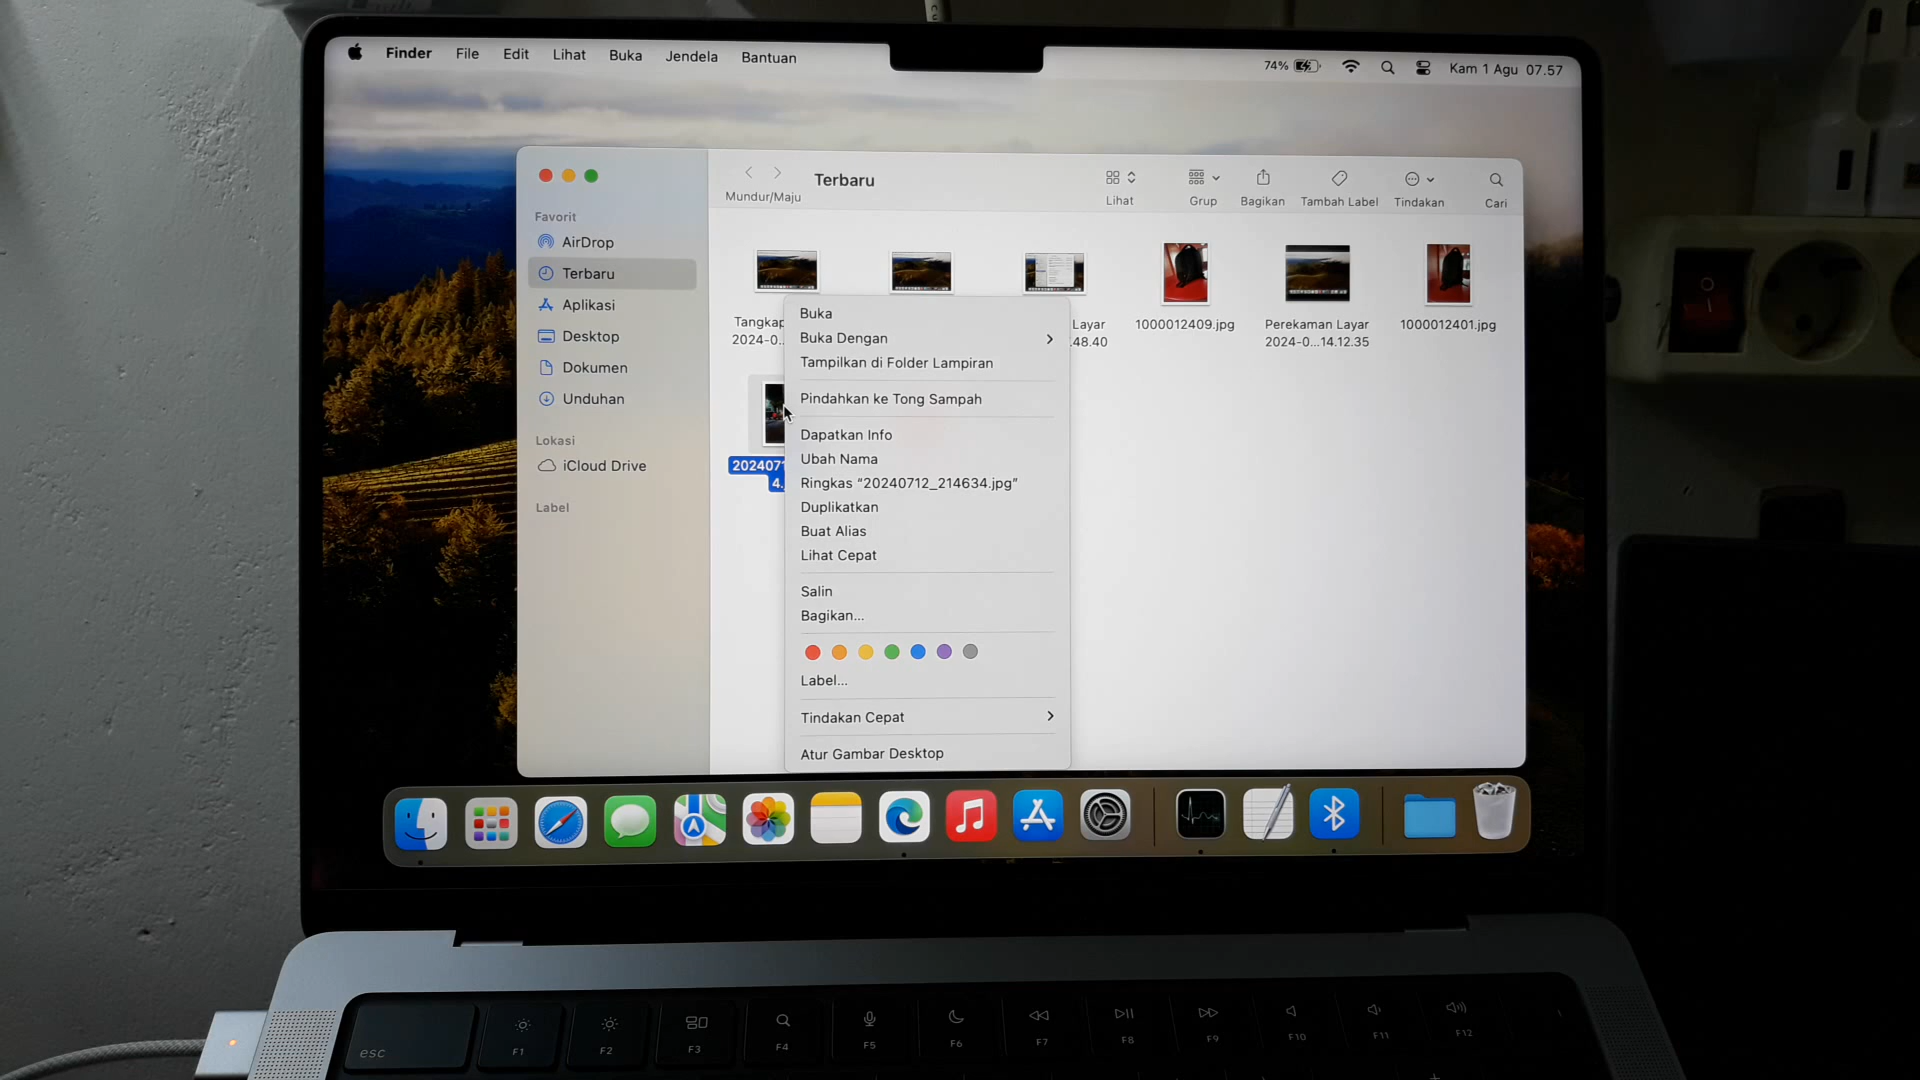 Finder File Edit Lihat Buka Jendela Bantuan
74% Kam 1 Agu 07.57
Favorit
AirDrop
Terbaru
Aplikasi
Desktop
Dokumen
Unduhan
Lokasi
iCloud Drive
Label
Mundur/Maju
Terbaru
Lihat Grup Bagikan Tambah Label Tindakan Cari
Tangkap
2024-0...
Layar
.48.40
1000012409.jpg
Perekaman Layar
2024-0...14.12.35
1000012401.jpg
2024071
4.
Buka
Buka Dengan
Tampilkan di Folder Lampiran
Pindahkan ke Tong Sampah
Dapatkan Info
Ubah Nama
Ringkas “20240712_214634.jpg”
Duplikatkan
Buat Alias
Lihat Cepat
Salin
Bagikan...
Label...
Tindakan Cepat
Atur Gambar Desktop
esc F1 F2 F3 F4 F5 F6 F7 F8 F9 F10 F11 F12